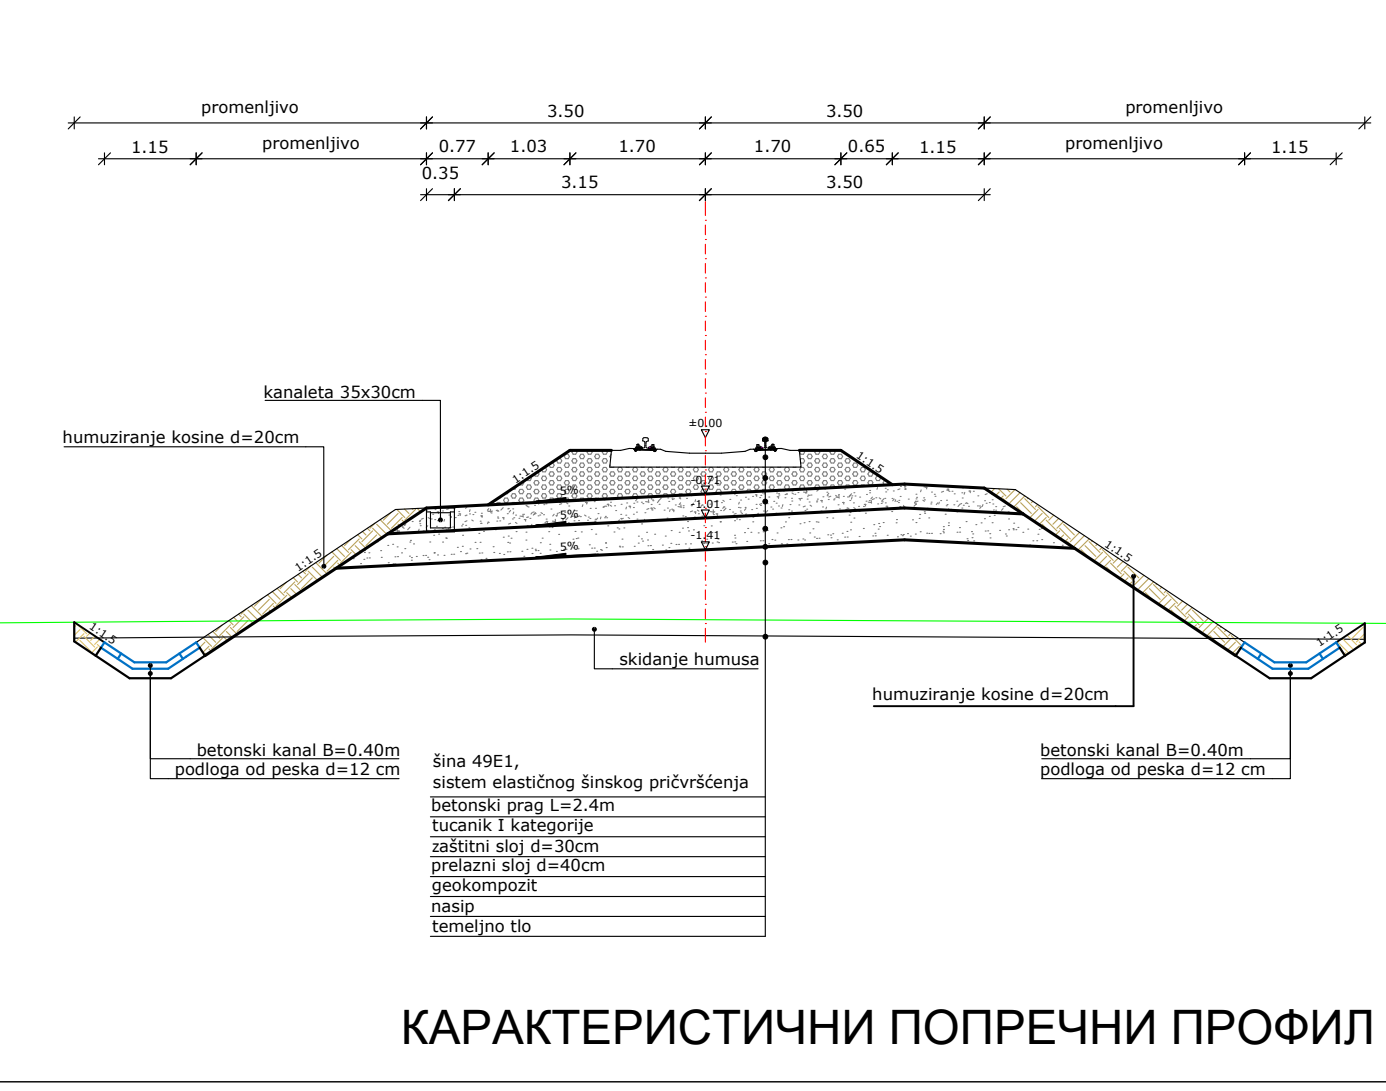 promenljivo 3.50 3.50 promenljivo
1.15 promenljivo 0.77 1.03 1.70 1.70 0.65 1.15 promenljivo 1.15
0.35 3.15 3.50
kanaleta 35x30cm
humuziranje kosine d=20cm
±0.00
1:1.5 1:1.5
-0.71
5%
-1.01
5%
-1.41
5%
1:1.5 1:1.5
1:1.5 1:1.5
skidanje humusa
humuziranje kosine d=20cm
betonski kanal B=0.40m
podloga od peska d=12 cm
betonski kanal B=0.40m
podloga od peska d=12 cm
šina 49E1,
sistem elastičnog šinskog pričvršćenja
betonski prag L=2.4m
tucanik I kategorije
zaštitni sloj d=30cm
prelazni sloj d=40cm
geokompozit
nasip
temeljno tlo
КАРАКТЕРИСТИЧНИ ПОПРЕЧНИ ПРОФИЛ